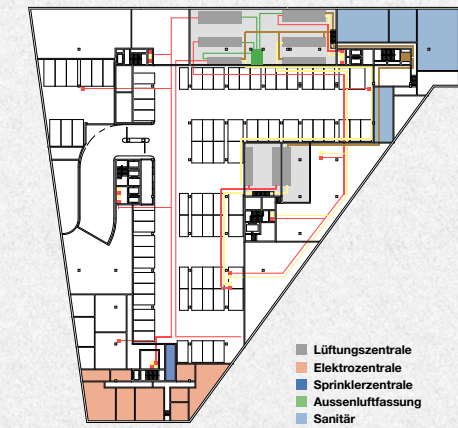 Lüftungszentrale
Elektrozentrale
Sprinklerzentrale
Aussenluftfassung
Sanitär